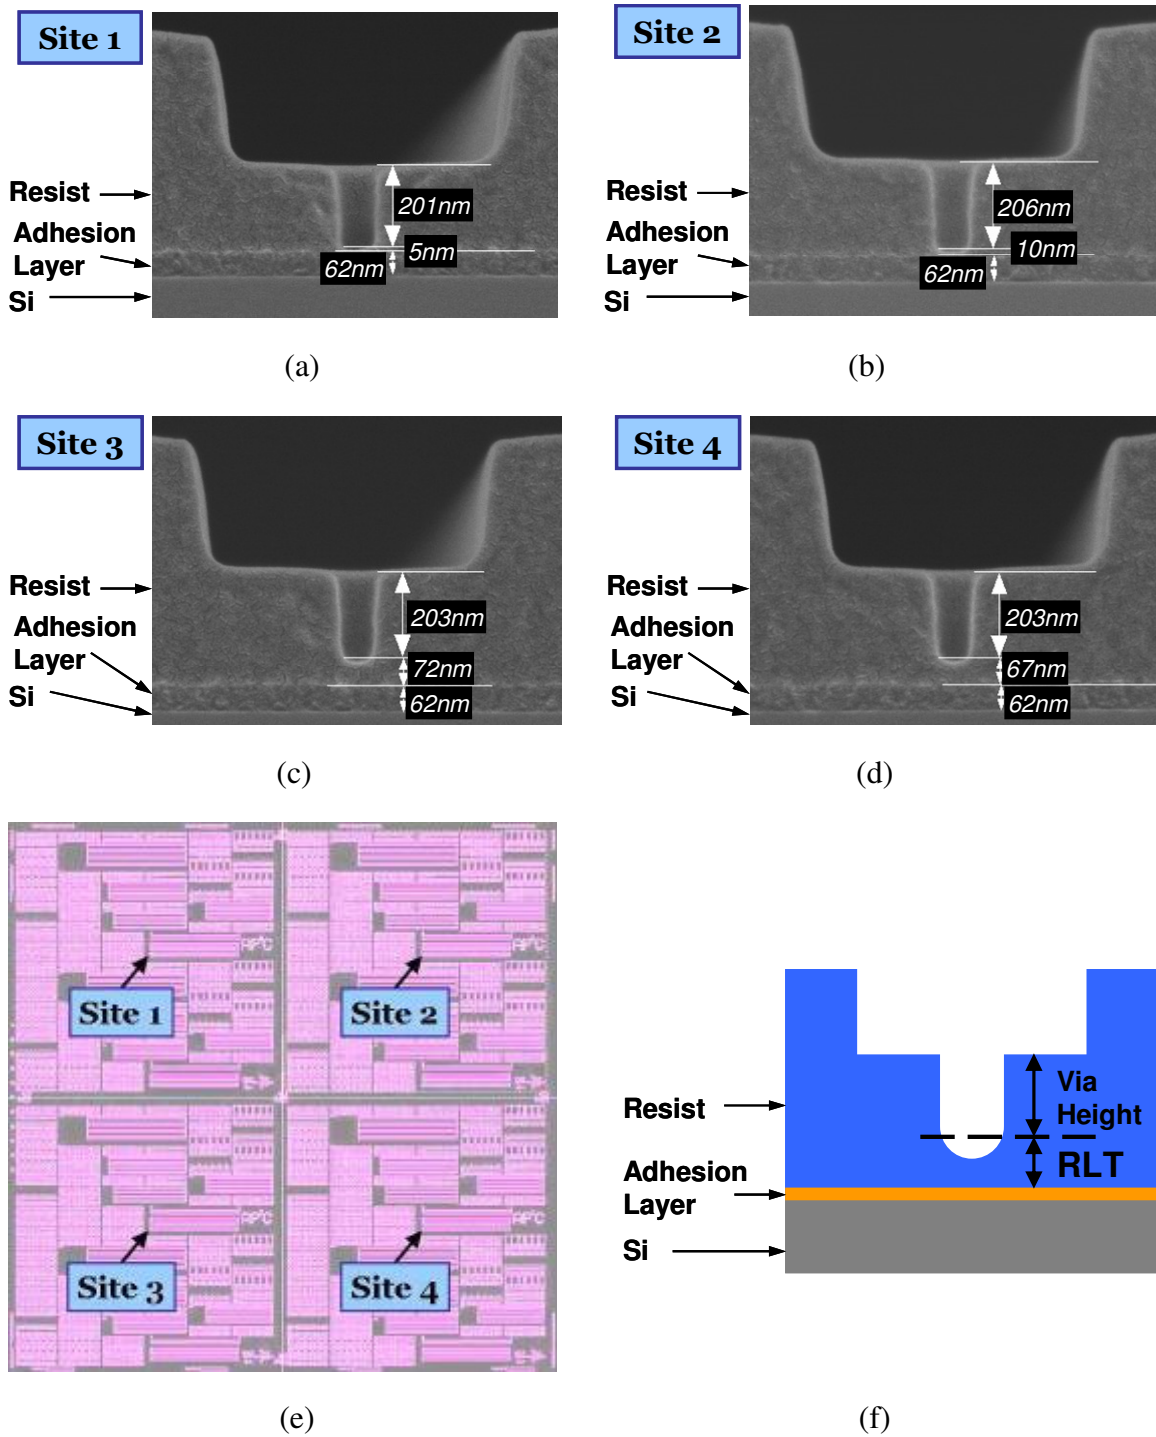 Site 1
Resist
Adhesion
Layer
Si
201nm
5nm
62nm
(a)
Site 2
Resist
Adhesion
Layer
Si
206nm
10nm
62nm
(b)
Site 3
Resist
Adhesion
Layer
Si
203nm
72nm
62nm
(c)
Site 4
Resist
Adhesion
Layer
Si
203nm
67nm
62nm
(d)
Site 1
Site 2
Site 3
Site 4
(e)
Resist
Adhesion
Layer
Si
Via
Height
RLT
(f)